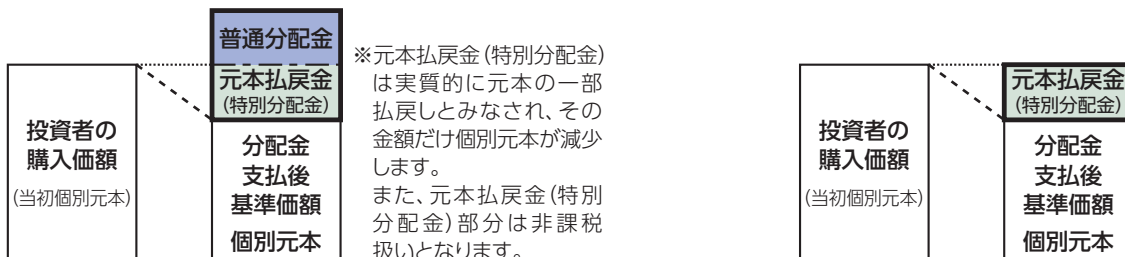 普通分配金
元本払戻金
(特別分配金)
投資者の
購入価額
(当初個別元本)
分配金
支払後
基準価額
個別元本
※元本払戻金(特別分配金)
は実質的に元本の一部
払戻しとみなされ、その
金額だけ個別元本が減少
します。
また、元本払戻金(特別
分配金)部分は非課税
扱いとなります。
元本払戻金
(特別分配金)
投資者の
購入価額
(当初個別元本)
分配金
支払後
基準価額
個別元本